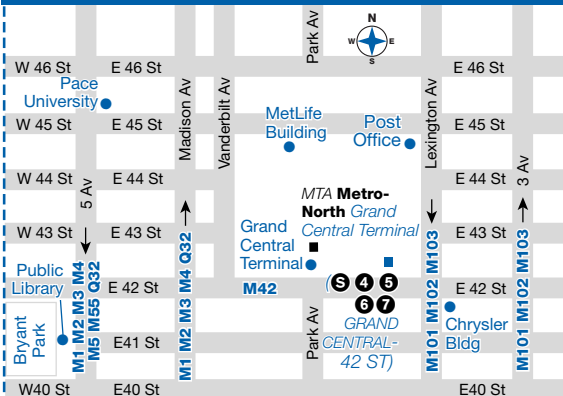 Park Av
N
W E
S
W 46 St
E 46 St
E 46 St
Pace
University
Madison Av
Vanderbilt Av
MetLife
Building
Post
Office
Lexington Av
W 45 St
E 45 St
E 45 St
W 44 St
E 44 St
E 44 St
5 Av
3 Av
MTA Metro-
North Grand
Central Terminal
W 43 St
E 43 St
E 43 St
Grand
Central
Terminal
Public
Library
M1 M2 M3 M4
M5 M55 Q32
M1 M2 M3 M4 Q32
E 42 St
M42
(S 4 5
6 7
GRAND
CENTRAL-
42 ST)
M101 M102 M103
E 42 St
M101 M102 M103
Chrysler
Bldg
Bryant
Park
E41 St
Park Av
E 41 St
W40 St
E40 St
E40 St